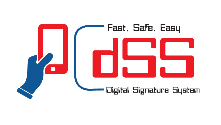 Fast, Safe, Easy
dSS
Digital Signature System